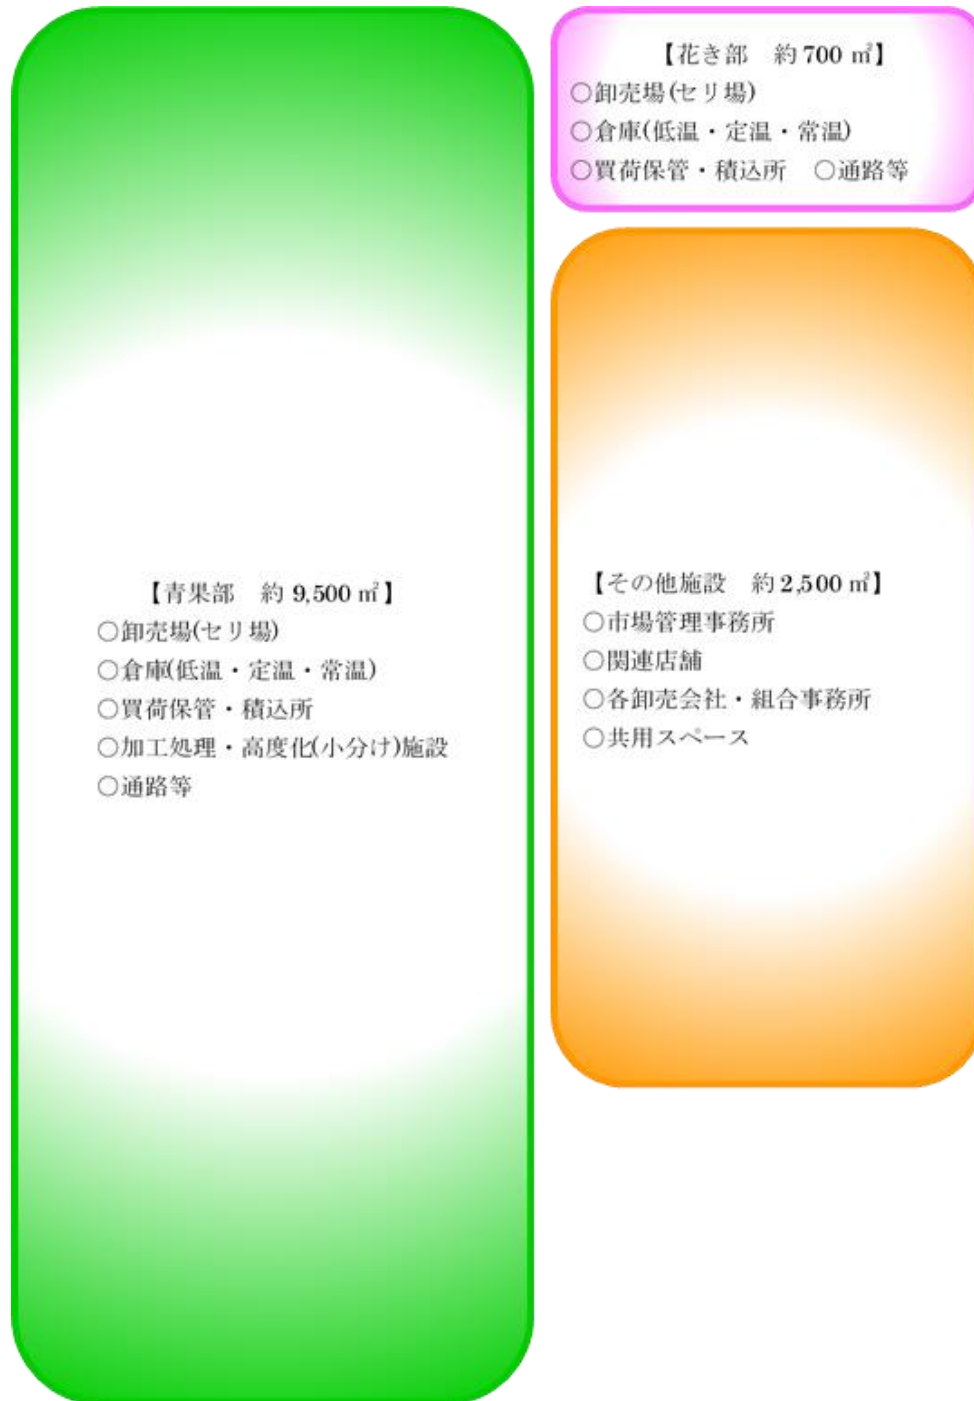 【花き部　約 700 ㎡】
○卸売場(セリ場)
○倉庫(低温・定温・常温)
○買荷保管・積込所　○通路等
【青果部　約 9,500 ㎡】
○卸売場(セリ場)
○倉庫(低温・定温・常温)
○買荷保管・積込所
○加工処理・高度化(小分け)施設
○通路等
【その他施設　約 2,500 ㎡】
○市場管理事務所
○関連店舗
○各卸売会社・組合事務所
○共用スペース